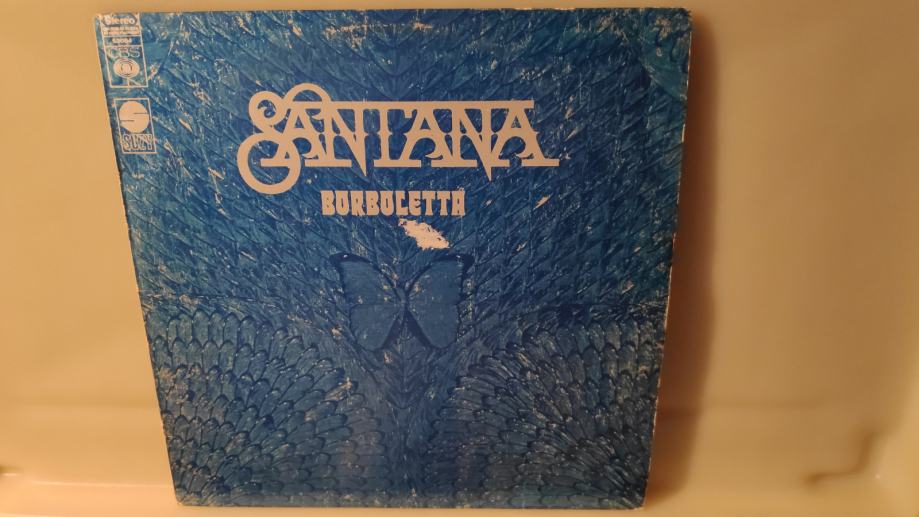 Stereo
CBS
SUZY
SANTANA
BORBOLETTA